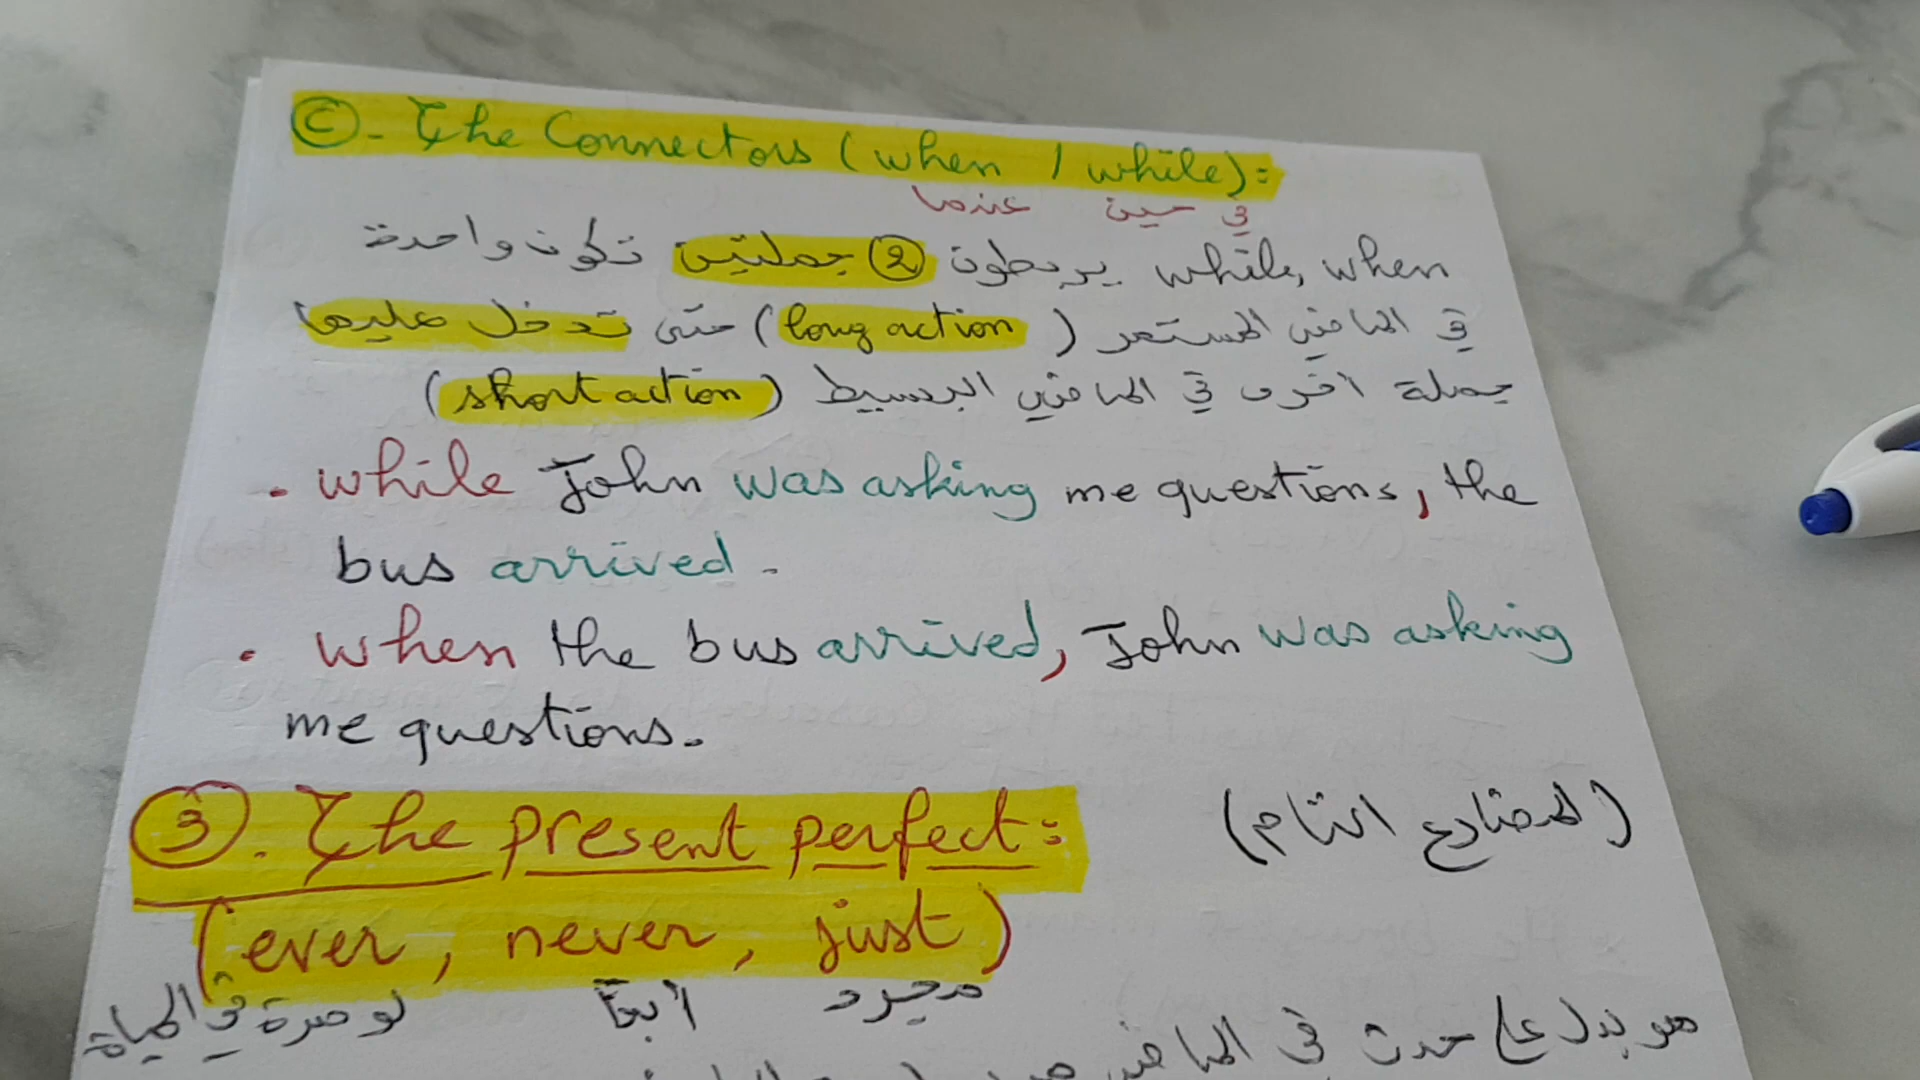 C - The Connectors (when / while):
عندما في حين
while, when يربطون 2 جملتين تكون واحدة
في الماضي المستمر (long action) حتى تدخل عليها
جملة أخرى في الماضي البسيط (short action)
• while John was asking me questions, the
bus arrived.
• when the bus arrived, John was asking
me questions.
3. The present perfect: (المضارع التام)
(ever, never, just)
مجرد أبدًا في الحياة
هو يدل على حدث في الماضي